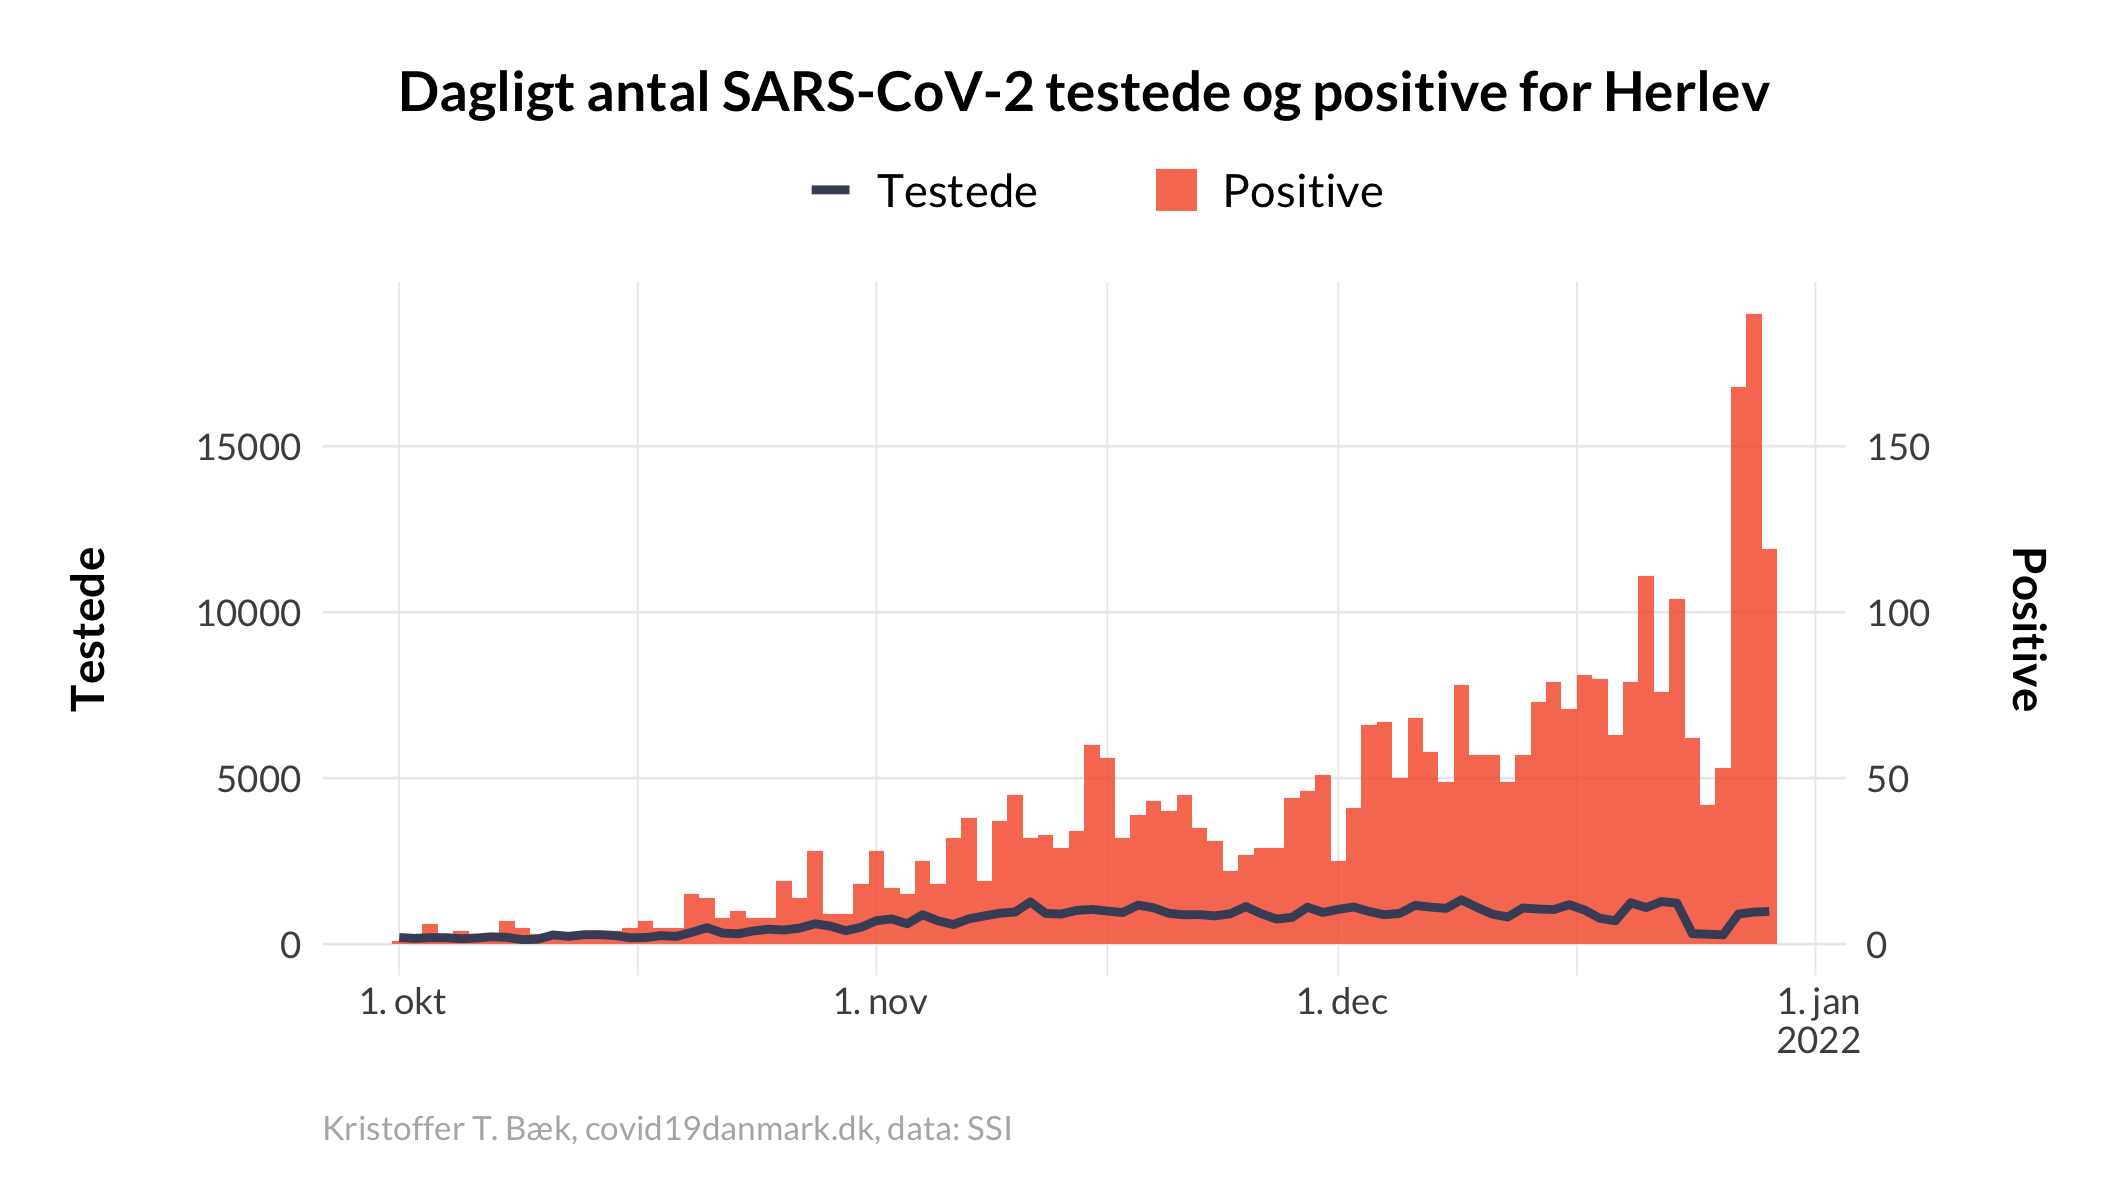 Dagligt antal SARS-CoV-2 testede og positive for Herlev
Testede
Positive
15000
10000
5000
0
150
100
50
0
Testede
Positive
1. okt
1. nov
1. dec
1. jan
2022
Kristoffer T. Bæk, covid19danmark.dk, data: SSI